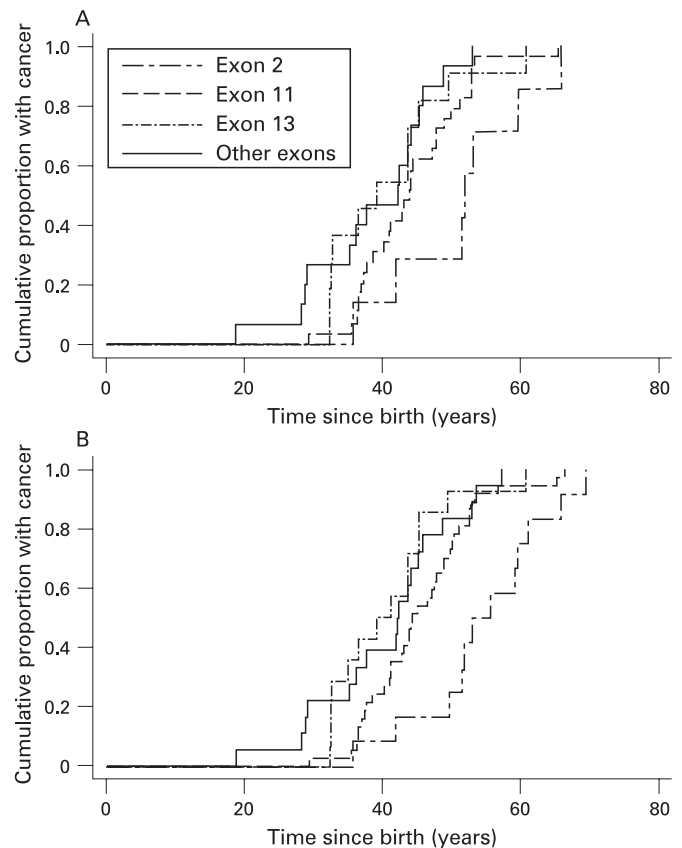 A
Cumulative proportion with cancer
1.0
0.8
0.6
0.4
0.2
0
Exon 2
Exon 11
Exon 13
Other exons
0 20 40 60 80
Time since birth (years)
B
Cumulative proportion with cancer
1.0
0.8
0.6
0.4
0.2
0
0 20 40 60 80
Time since birth (years)